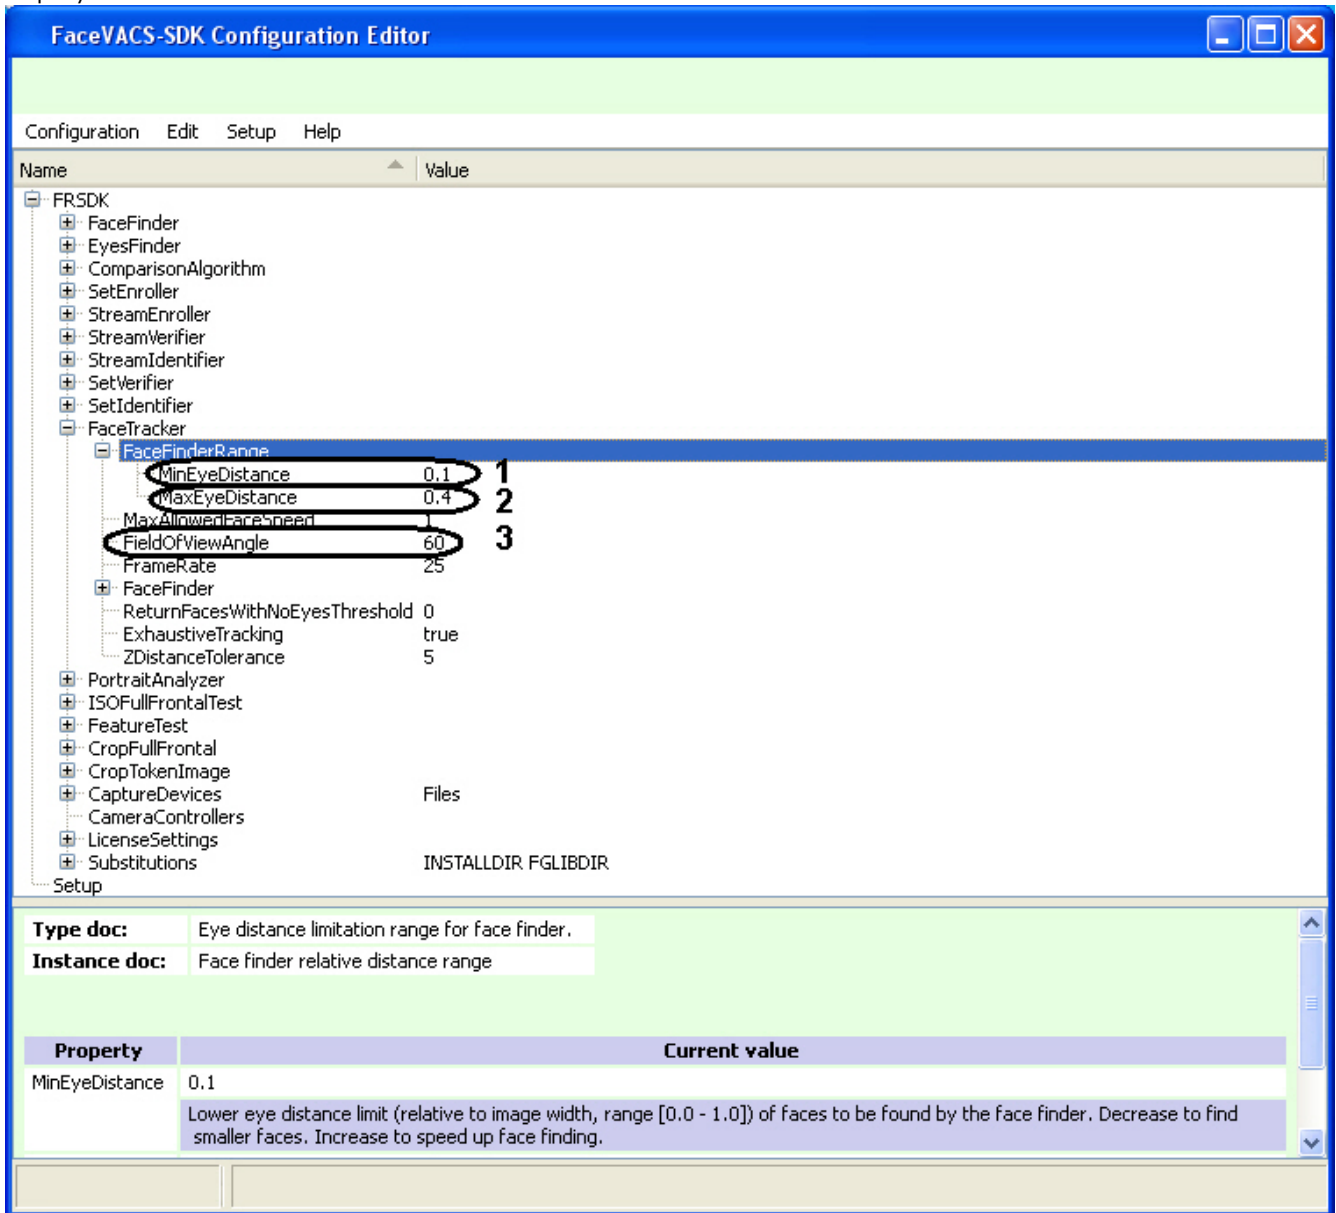 FaceVACS-SDK Configuration Editor
Configuration Edit Setup Help
Name Value
FRSDK
FaceFinder
EyesFinder
ComparisonAlgorithm
SetEnroller
StreamEnroller
StreamVerifier
StreamIdentifier
SetVerifier
SetIdentifier
FaceTracker
FaceFinderRange
MinEyeDistance 0.1 1
MaxEyeDistance 0.4 2
MaxAllowedFaceSpeed 1
FieldOfViewAngle 60 3
FrameRate 25
FaceFinder
ReturnFacesWithNoEyesThreshold 0
ExhaustiveTracking true
ZDistanceTolerance 5
PortraitAnalyzer
ISOFullFrontalTest
FeatureTest
CropFullFrontal
CropTokenImage
CaptureDevices Files
CameraControllers
LicenseSettings
Substitutions INSTALLDIR FGLIBDIR
Setup
Type doc: Eye distance limitation range for face finder.
Instance doc: Face finder relative distance range
Property Current value
MinEyeDistance 0.1
Lower eye distance limit (relative to image width, range [0.0 - 1.0]) of faces to be found by the face finder. Decrease to find
smaller faces. Increase to speed up face finding.